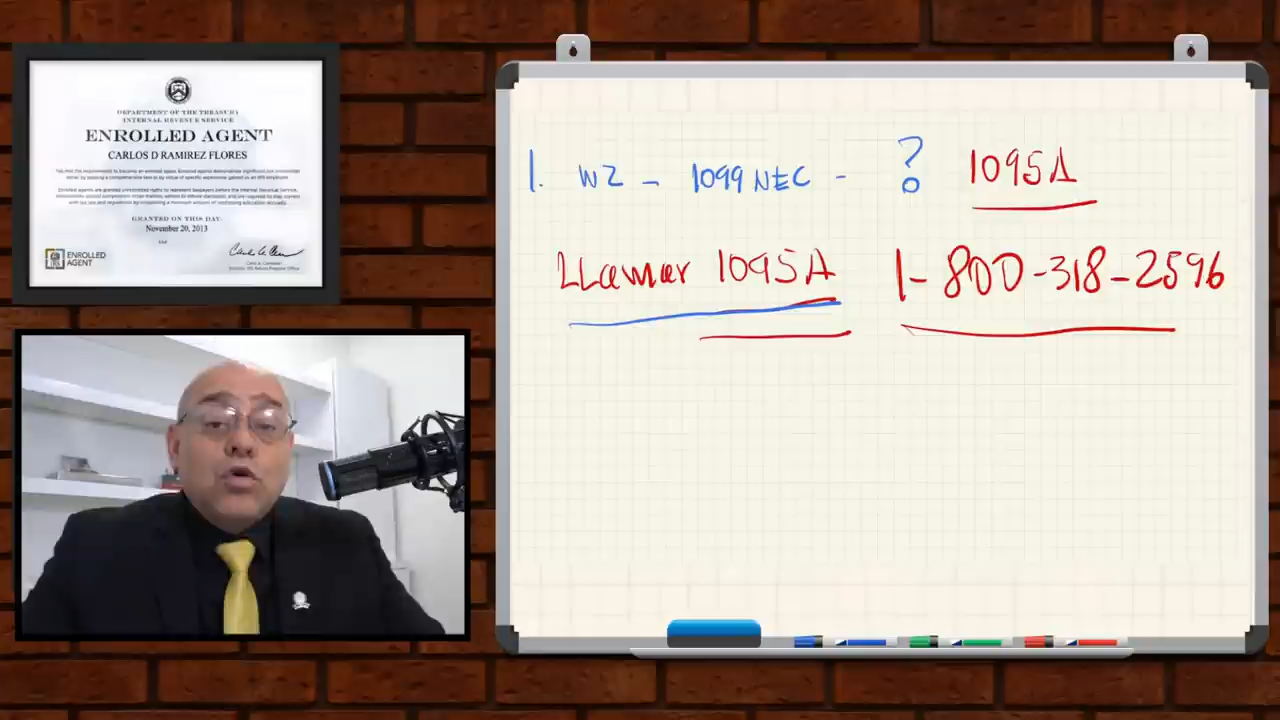 DEPARTMENT OF THE TREASURY
INTERNAL REVENUE SERVICE
ENROLLED AGENT
CARLOS D RAMIREZ FLORES
GRANTED ON THIS DAY:
November 20, 2013
ENROLLED
AGENT
1. W2 - 1099 NEC - ? 1095A
LLamar 1095A 1-800-318-2596